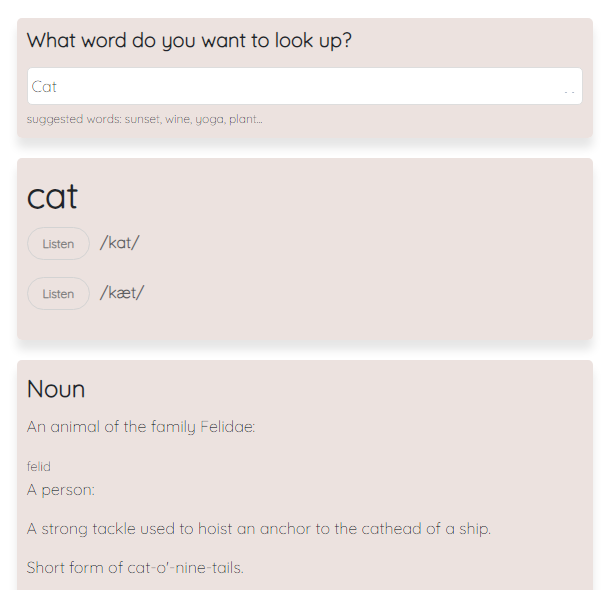 What word do you want to look up?
Cat
suggested words: sunset, wine, yoga, plant...
cat
Listen /kat/
Listen /kæt/
Noun
An animal of the family Felidae:
felid
A person:
A strong tackle used to hoist an anchor to the cathead of a ship.
Short form of cat-o'-nine-tails.